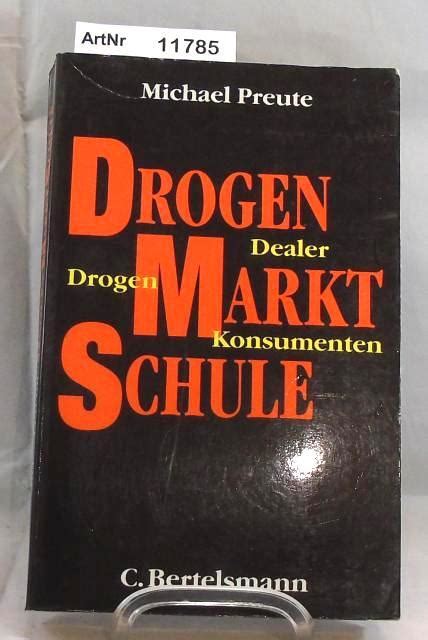 ArtNr 11785
Michael Preute
DROGEN
Dealer
Drogen
MARKT
Konsumenten
SCHULE
C. Bertelsmann